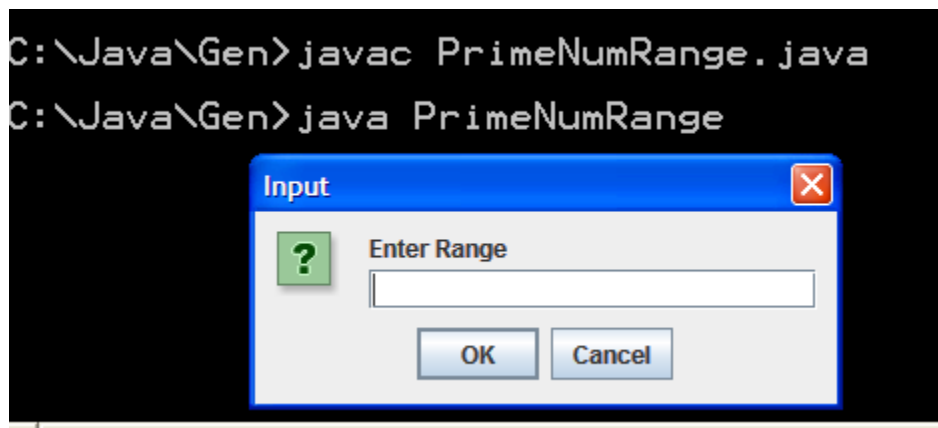 C:\Java\Gen>javac PrimeNumRange.java
C:\Java\Gen>java PrimeNumRange
Input
?
Enter Range
OK Cancel